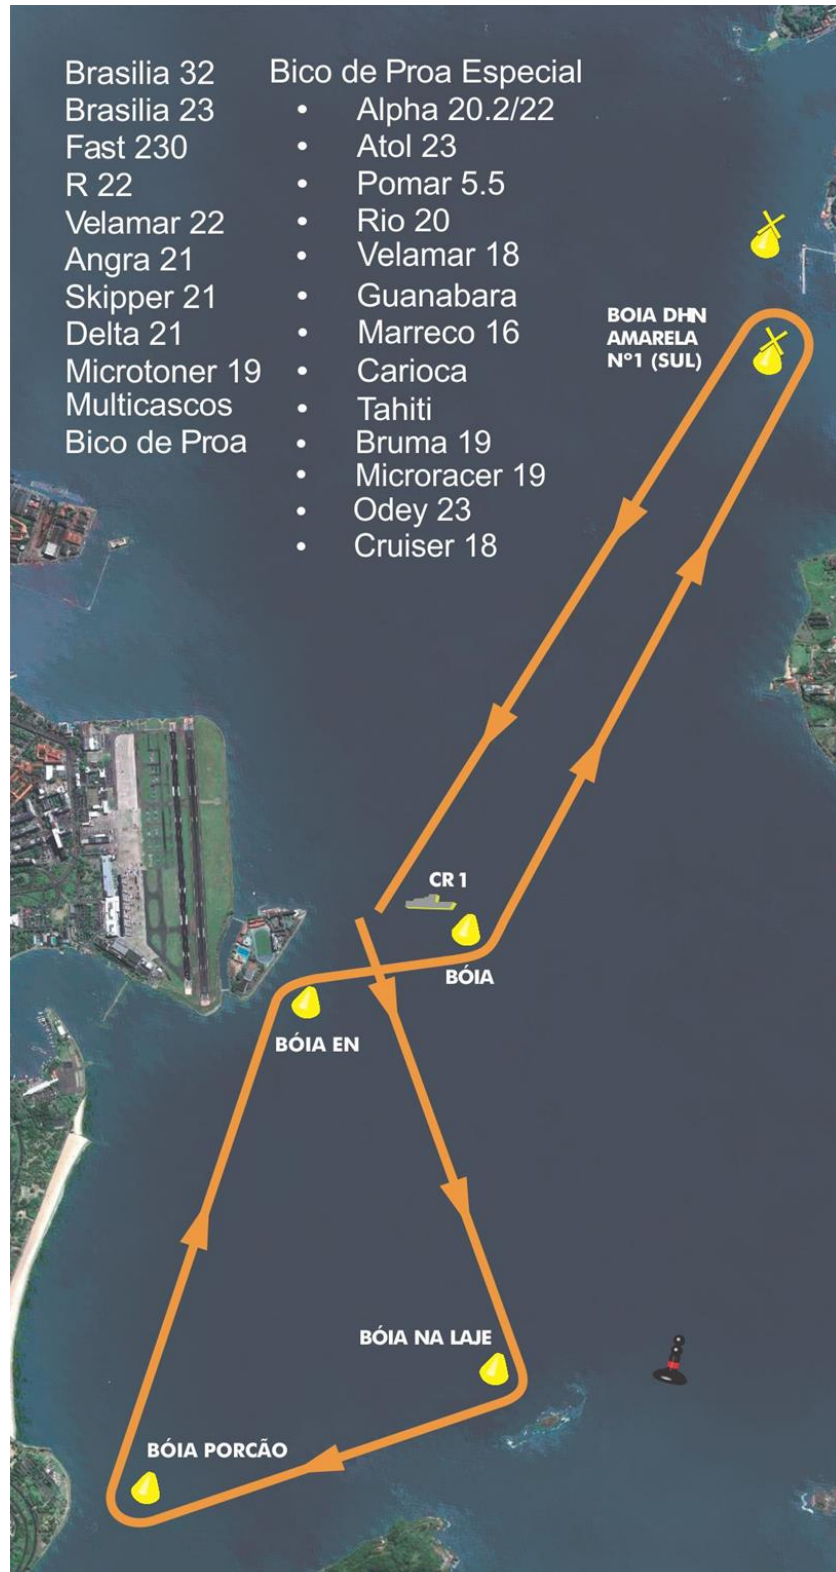 Brasilia 32
Brasilia 23
Fast 230
R 22
Velamar 22
Angra 21
Skipper 21
Delta 21
Microtoner 19
Multicascos
Bico de Proa
Bico de Proa Especial
• Alpha 20.2/22
• Atol 23
• Pomar 5.5
• Rio 20
• Velamar 18
• Guanabara
• Marreco 16
• Carioca
• Tahiti
• Bruma 19
• Microracer 19
• Odey 23
• Cruiser 18
BOIA DHN
AMARELA
Nº1 (SUL)
CR 1
BÓIA
BÓIA EN
BÓIA NA LAJE
BÓIA PORCÃO